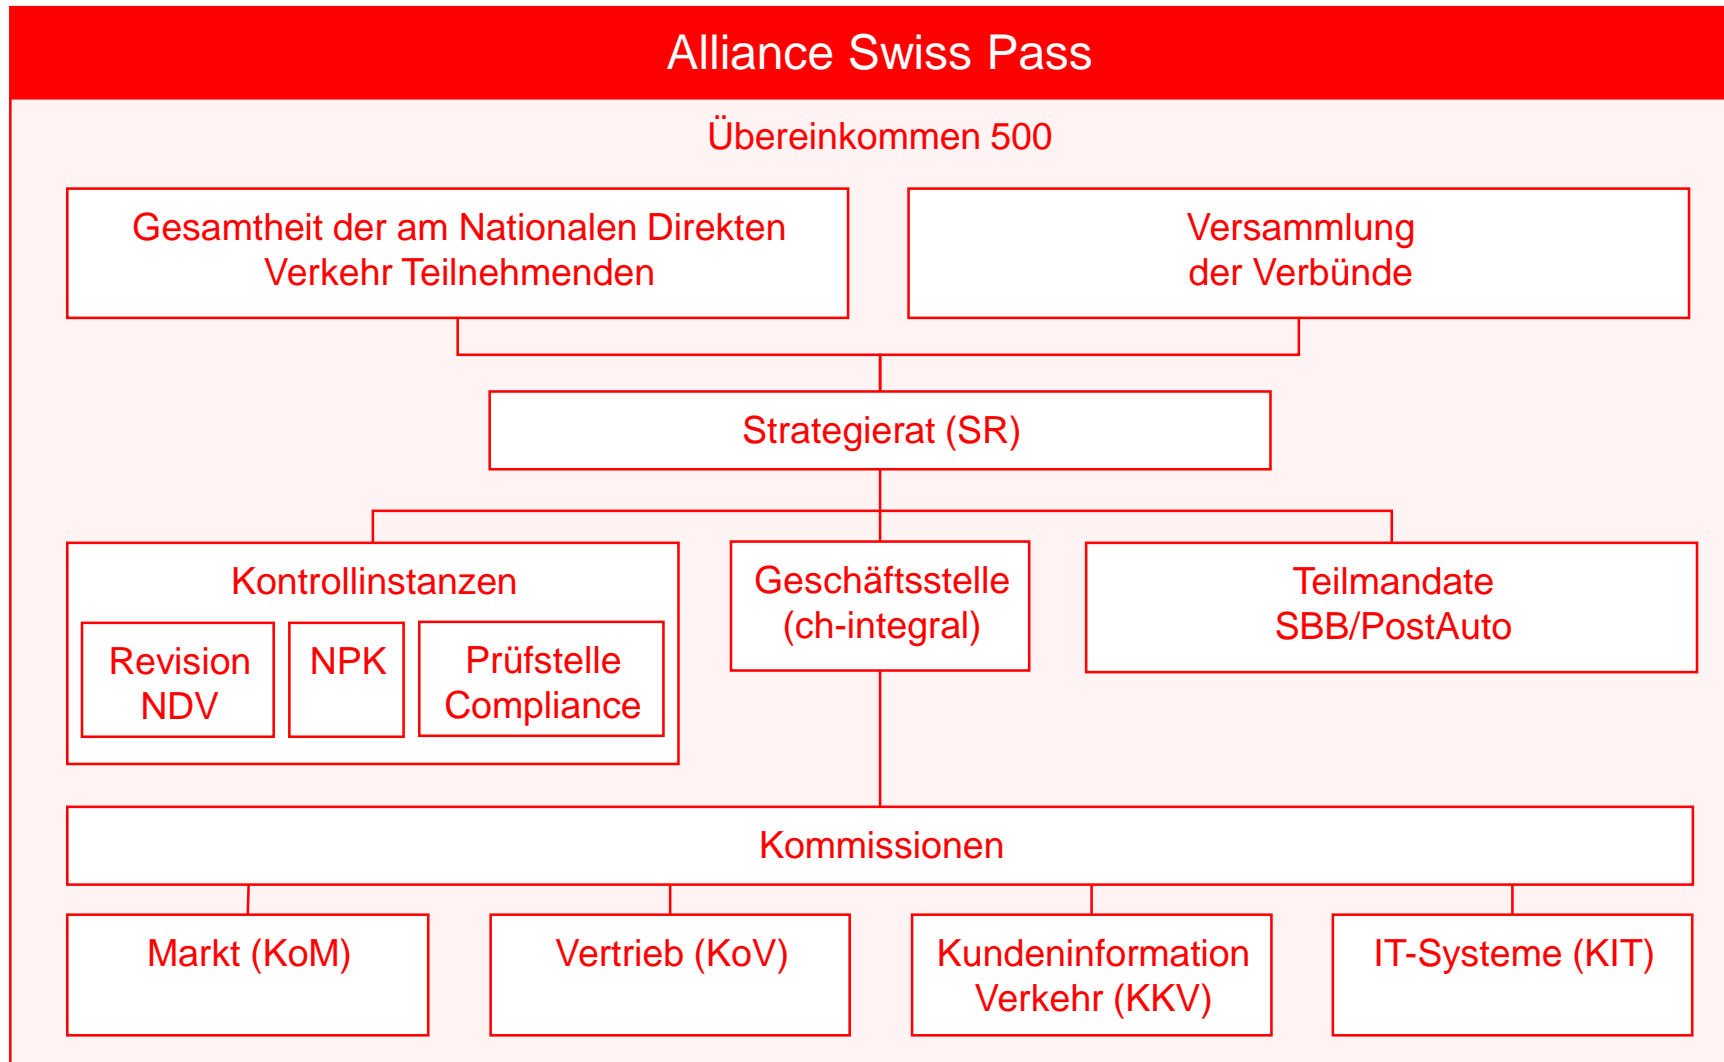 Alliance Swiss Pass
Übereinkommen 500
Gesamtheit der am Nationalen Direkten
Verkehr Teilnehmenden
Versammlung
der Verbünde
Strategierat (SR)
Kontrollinstanzen
Revision
NDV
NPK
Prüfstelle
Compliance
Geschäftsstelle
(ch-integral)
Teilmandate
SBB/PostAuto
Kommissionen
Markt (KoM)
Vertrieb (KoV)
Kundeninformation
Verkehr (KKV)
IT-Systeme (KIT)